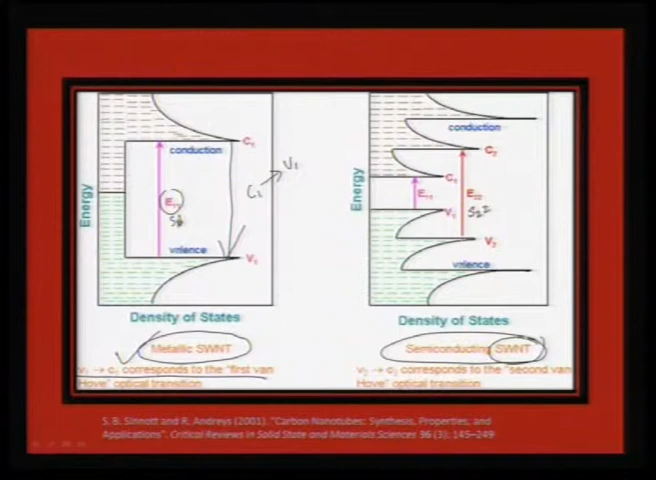 C₁
conduction
V₁
C₁
E₁₁
Energy
valence
V₁
Density of States
Metallic SWNT
v₁ → c₁ corresponds to the "first van
Hove" optical transition
conduction
C₂
C₁
E₁₁
E₂₂
Energy
V₁
V₂
valence
Density of States
Semiconducting SWNT
v₂ → c₂ corresponds to the "second van
Hove" optical transition
S. B. Sinnott and R. Andreys (2001). "Carbon Nanotubes: Synthesis, Properties, and
Applications". Critical Reviews in Solid State and Materials Sciences 36 (3): 145–249